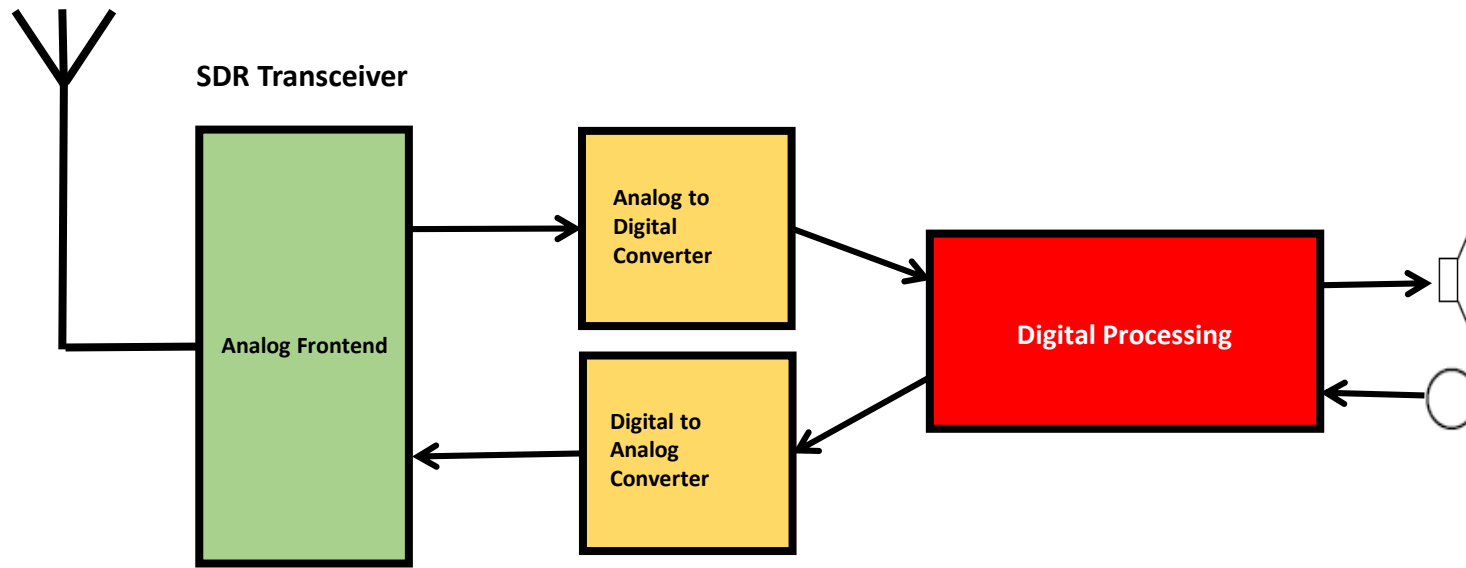 SDR Transceiver
Analog Frontend
Analog to
Digital
Converter
Digital to
Analog
Converter
Digital Processing